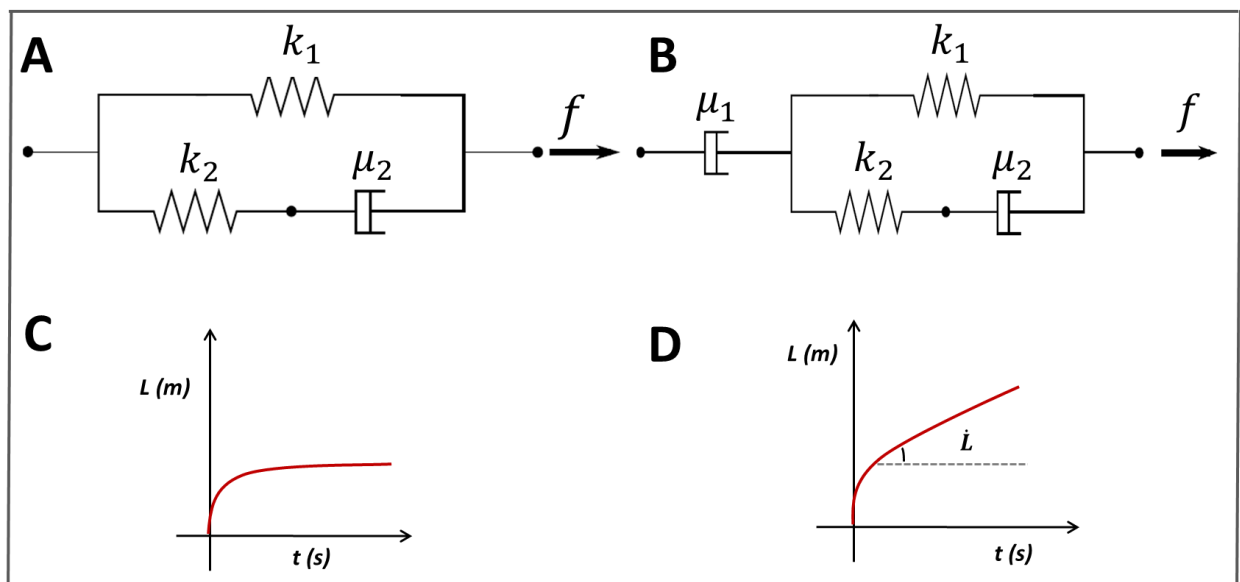 A
k₁
f
k₂
μ₂
B
μ₁
k₁
f
k₂
μ₂
C
L (m)
t (s)
D
L (m)
L̇
t (s)